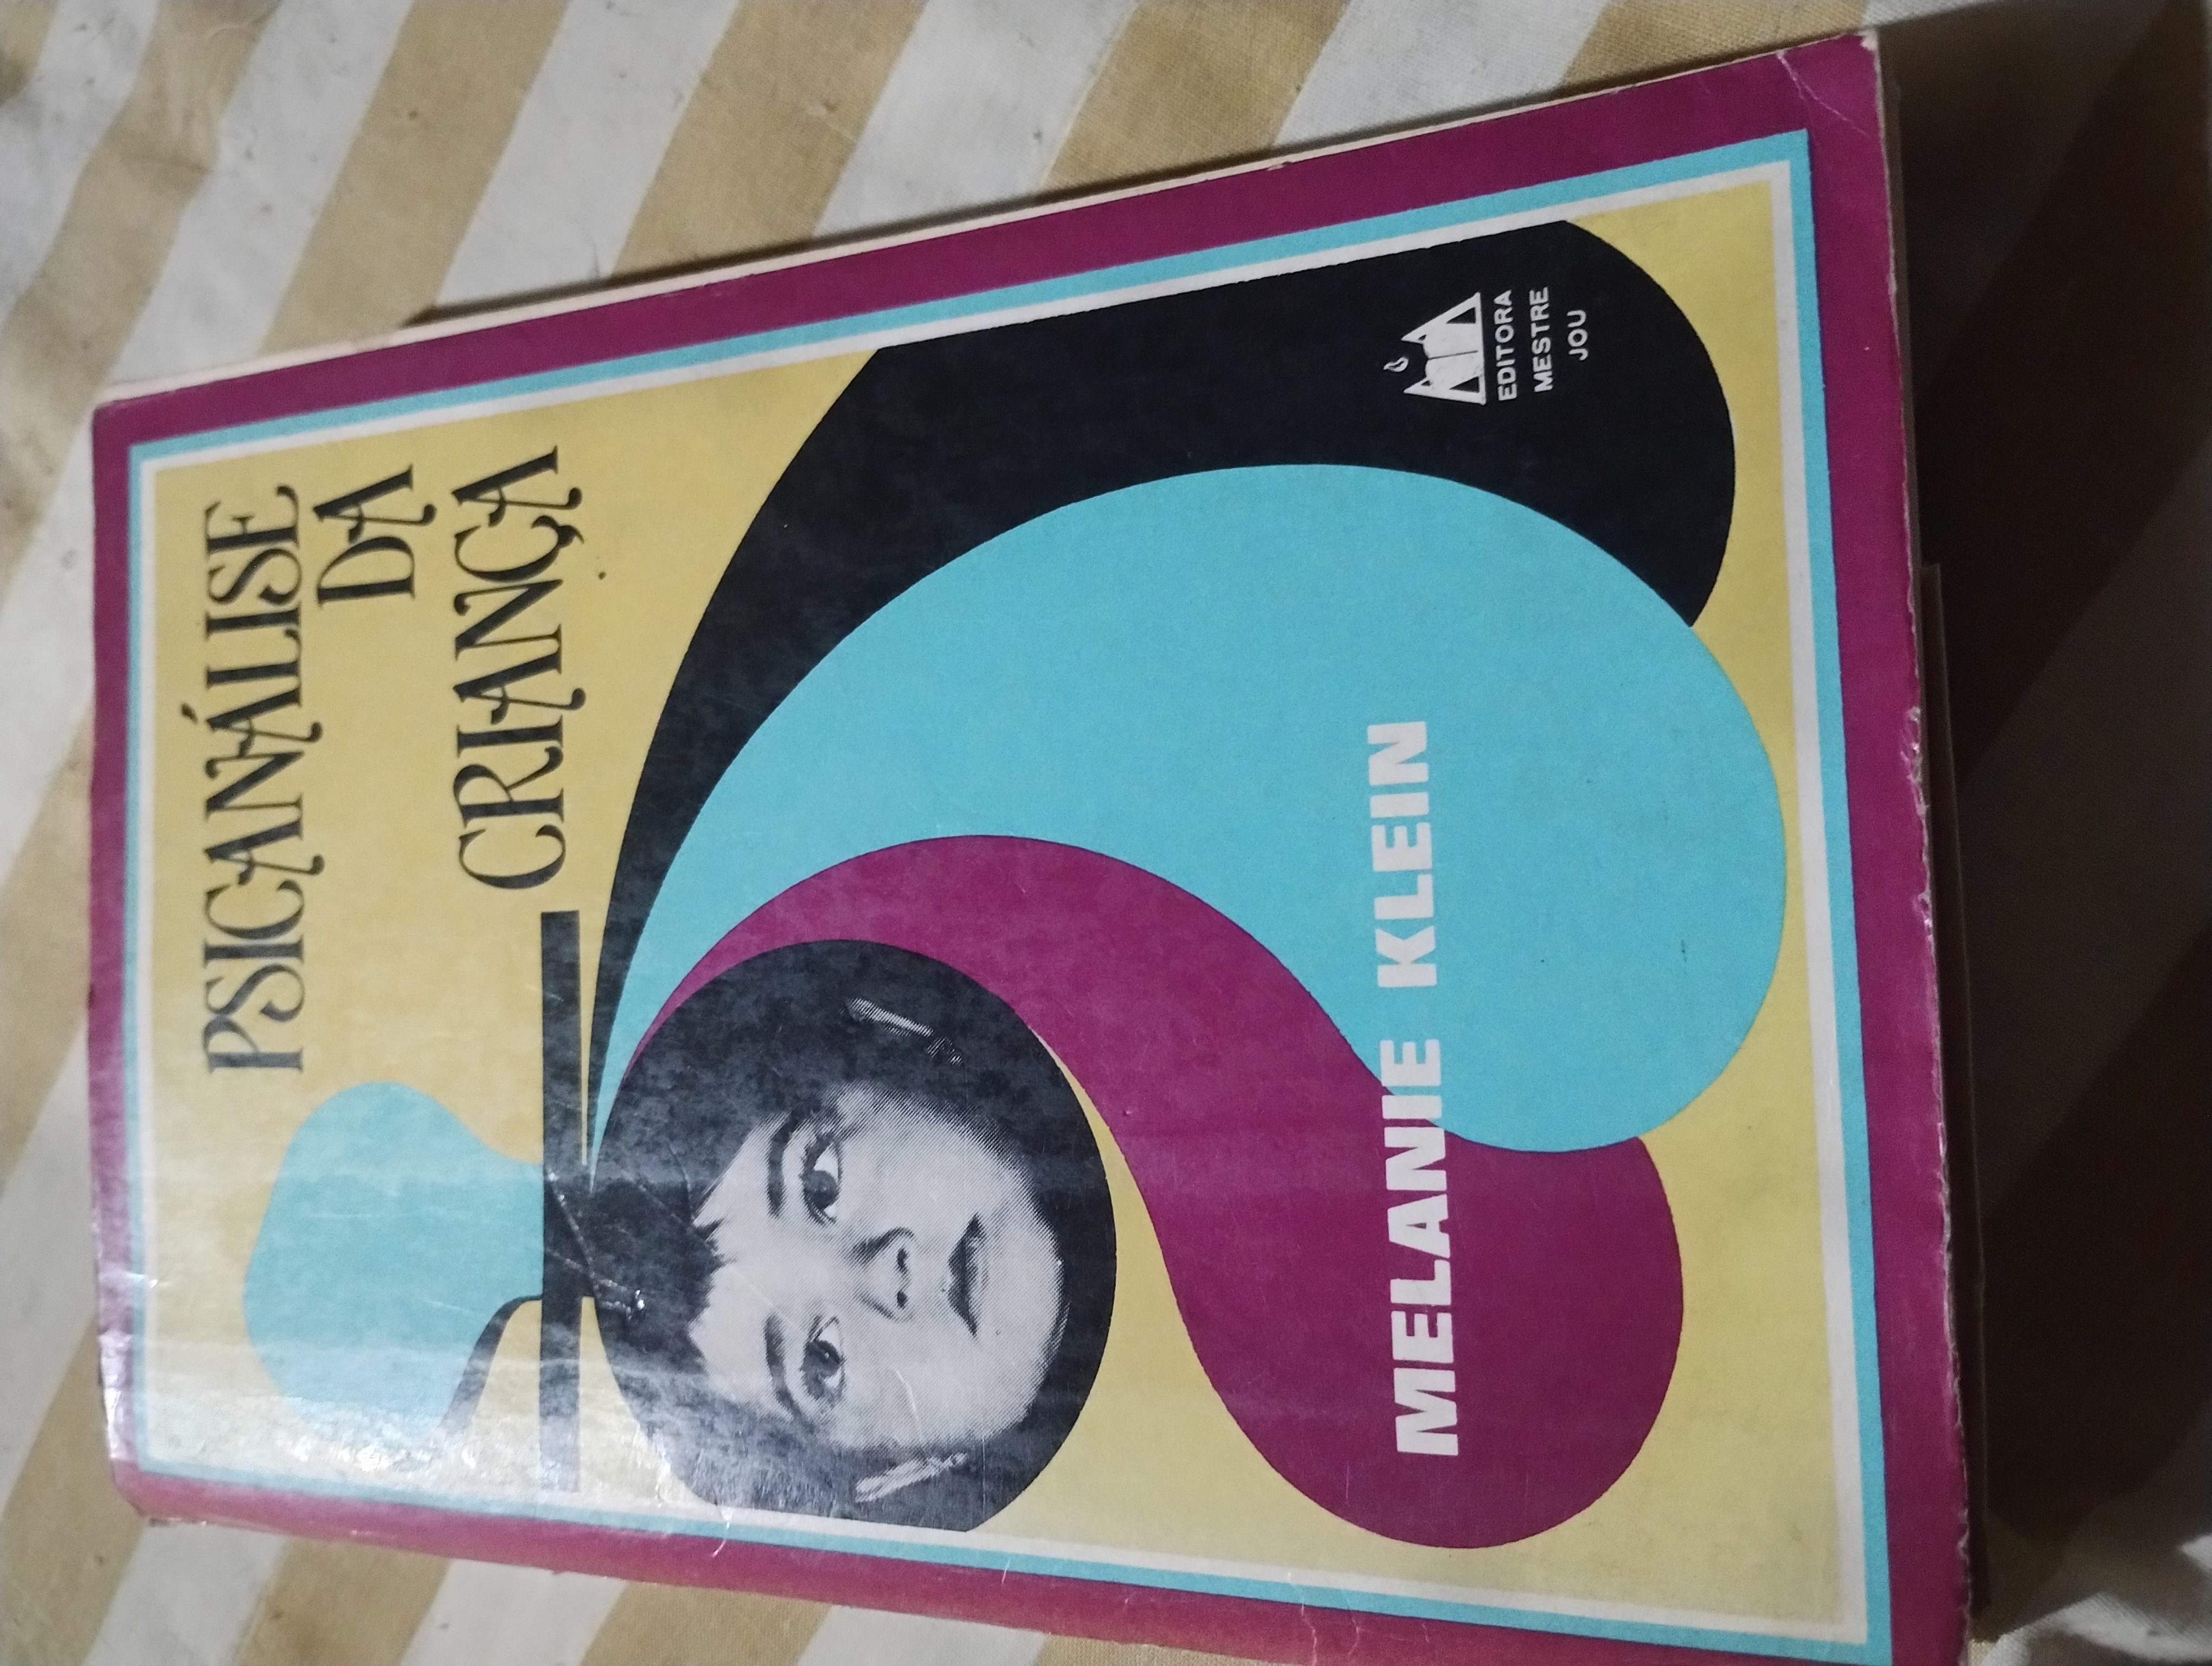 PSICANÁLISE
DA
CRIANÇA
MELANIE KLEIN
EDITORA
MESTRE
JOU